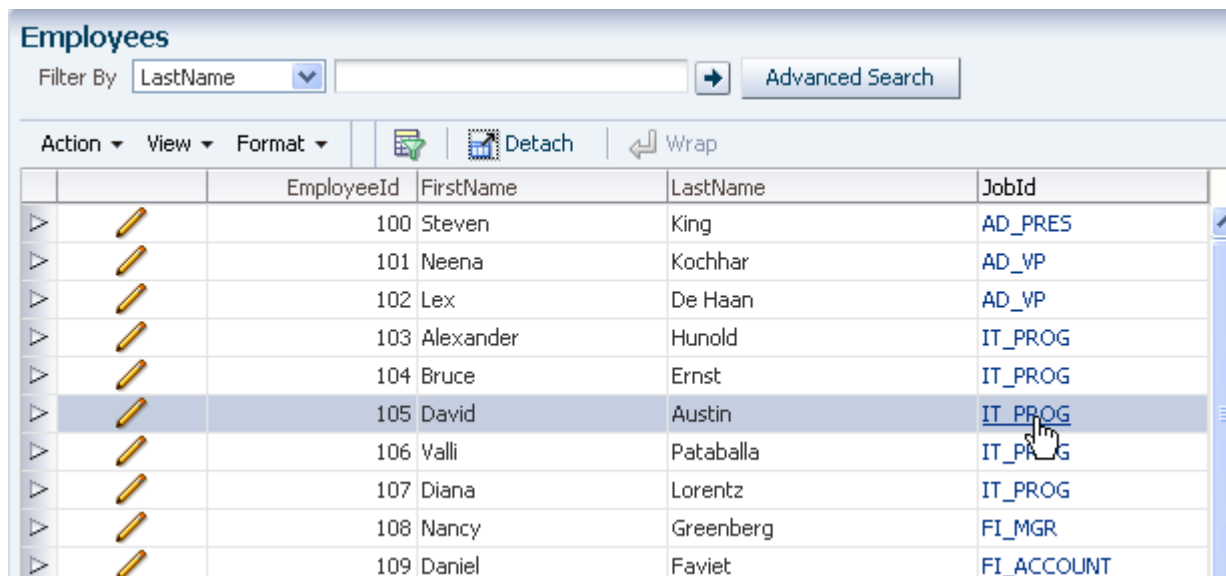 Employees
Filter By LastName Advanced Search
Action View Format Detach Wrap
EmployeeId FirstName LastName JobId
100 Steven King AD_PRES
101 Neena Kochhar AD_VP
102 Lex De Haan AD_VP
103 Alexander Hunold IT_PROG
104 Bruce Ernst IT_PROG
105 David Austin IT_PROG
106 Valli Pataballa IT_PROG
107 Diana Lorentz IT_PROG
108 Nancy Greenberg FI_MGR
109 Daniel Faviet FI_ACCOUNT